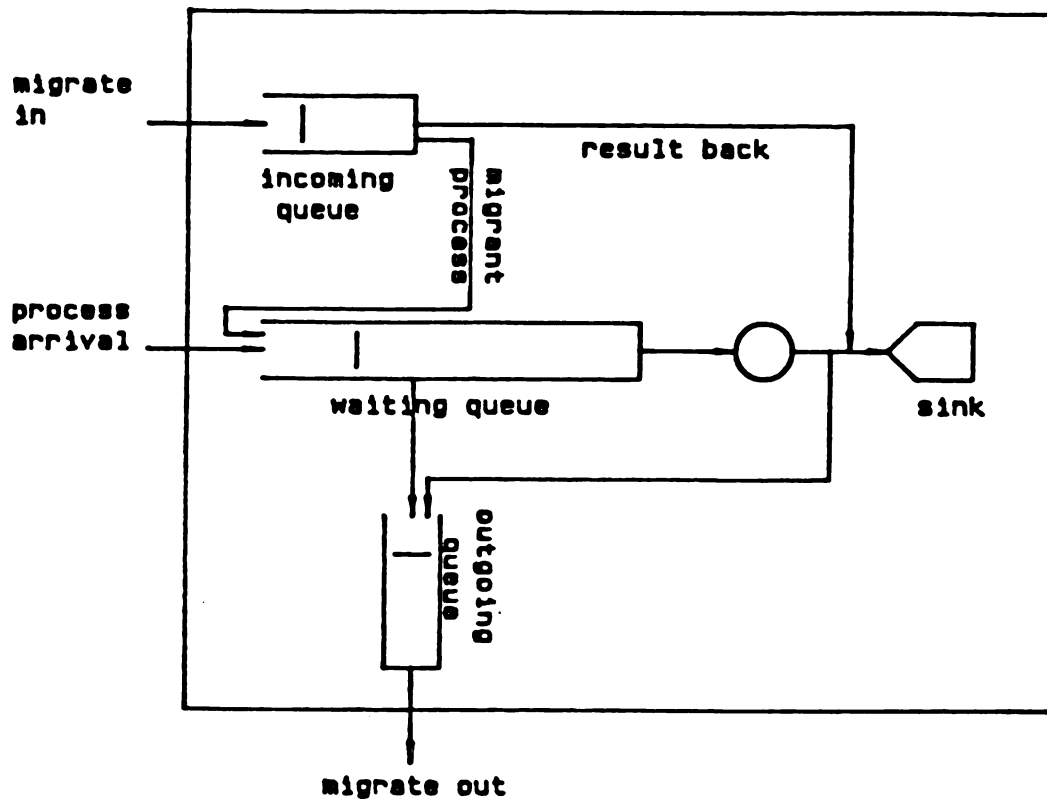 migrate
in
result back
incoming
queue
migrant
process
process
arrival
waiting queue
sink
outgoing
queue
migrate out